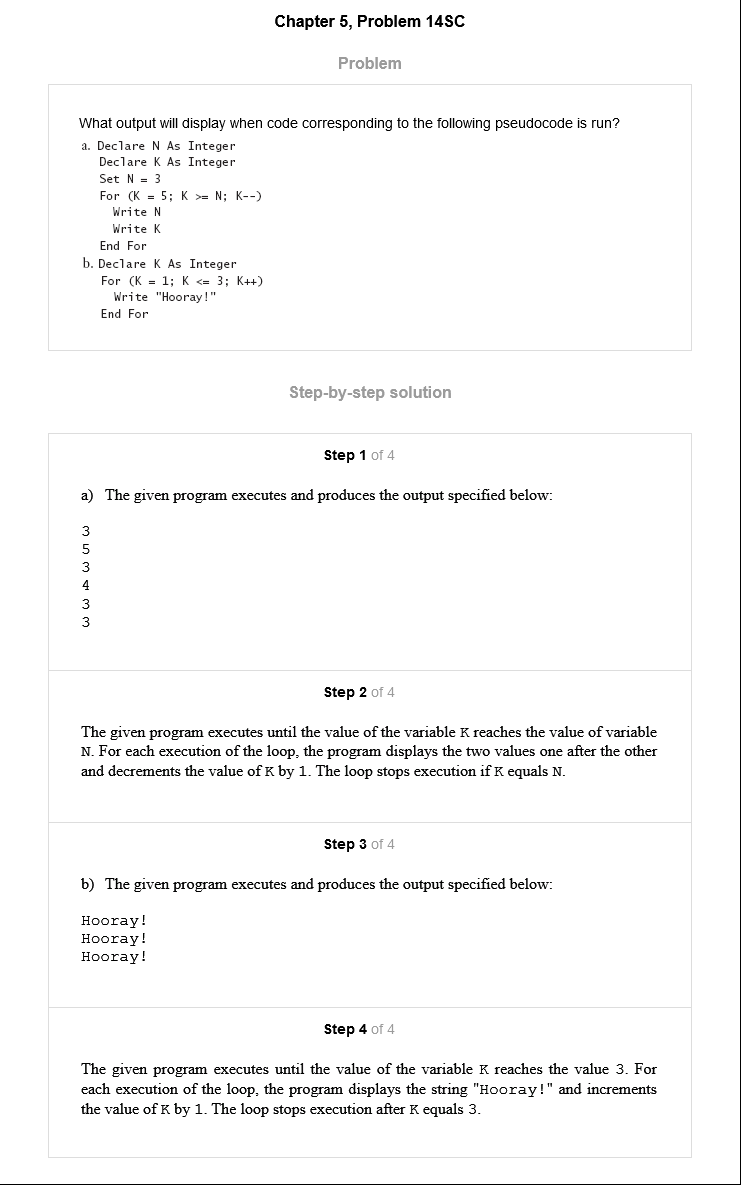 Chapter 5, Problem 14SC
Problem
What output will display when code corresponding to the following pseudocode is run?
a. Declare N As Integer
Declare K As Integer
Set N = 3
For (K = 5; K >= N; K--)
Write N
Write K
End For
b. Declare K As Integer
For (K = 1; K <= 3; K++)
Write "Hooray!"
End For
Step-by-step solution
Step 1 of 4
a) The given program executes and produces the output specified below:
3
5
3
4
3
3
Step 2 of 4
The given program executes until the value of the variable K reaches the value of variable
N. For each execution of the loop, the program displays the two values one after the other
and decrements the value of K by 1. The loop stops execution if K equals N.
Step 3 of 4
b) The given program executes and produces the output specified below:
Hooray!
Hooray!
Hooray!
Step 4 of 4
The given program executes until the value of the variable K reaches the value 3. For
each execution of the loop, the program displays the string "Hooray!" and increments
the value of K by 1. The loop stops execution after K equals 3.